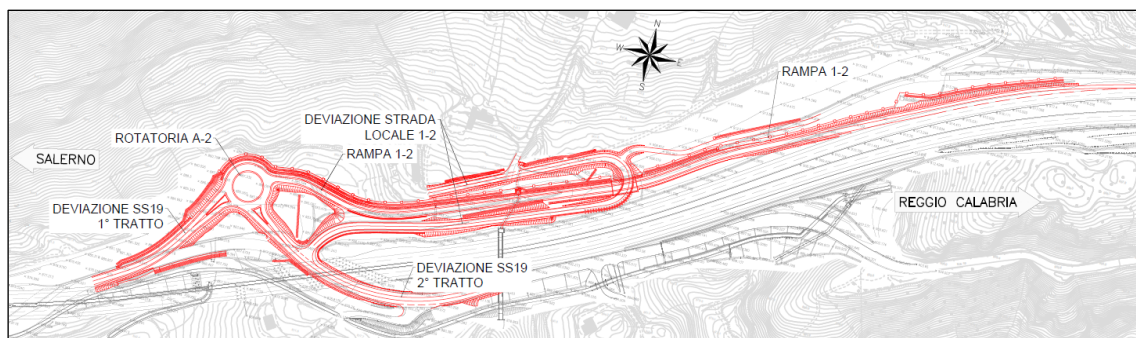 N
W
E
S
RAMPA 1-2
DEVIAZIONE STRADA
LOCALE 1-2
ROTATORIA A-2
RAMPA 1-2
SALERNO
DEVIAZIONE SS19
1° TRATTO
REGGIO CALABRIA
DEVIAZIONE SS19
2° TRATTO